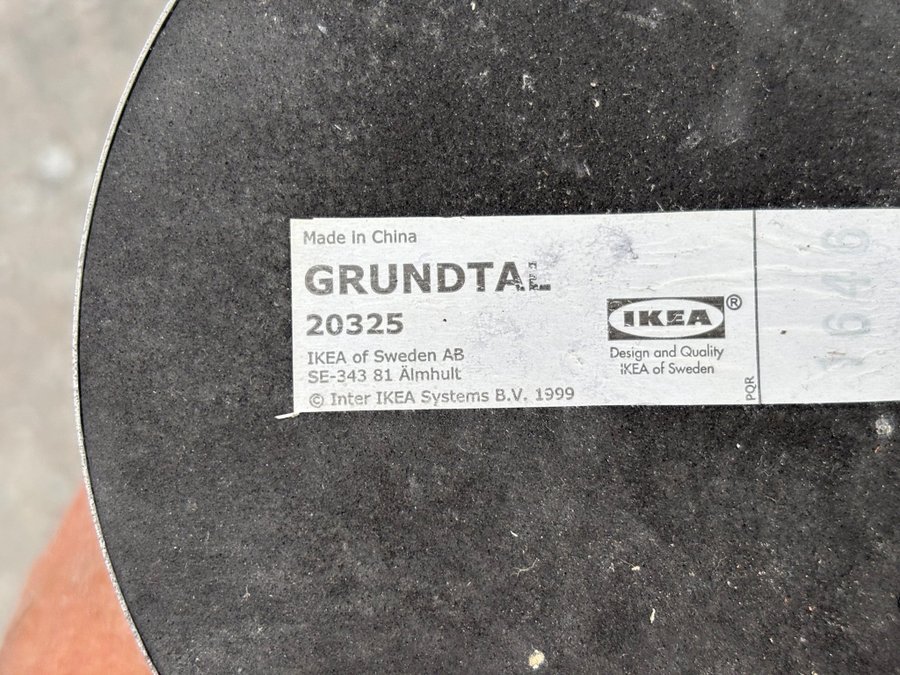 Made in China
GRUNDTAL
20325
IKEA of Sweden AB
SE-343 81 Älmhult
© Inter IKEA Systems B.V. 1999
IKEA®
Design and Quality
IKEA of Sweden
PQR
1646